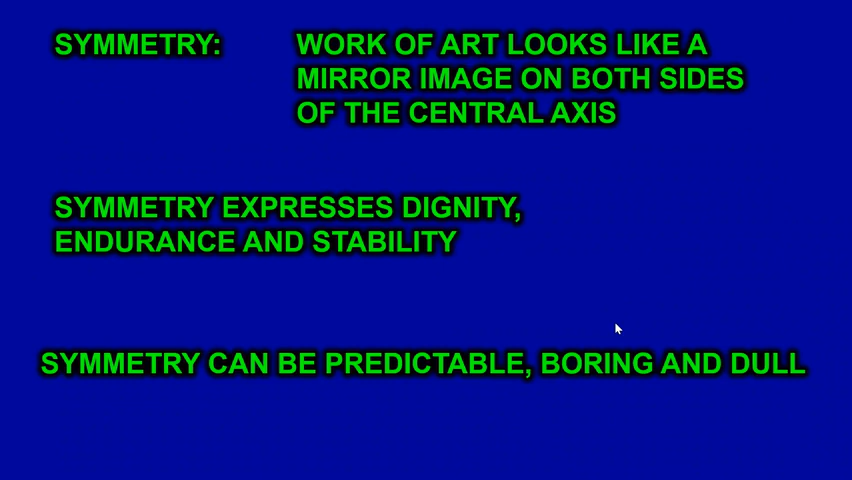 SYMMETRY: WORK OF ART LOOKS LIKE A
MIRROR IMAGE ON BOTH SIDES
OF THE CENTRAL AXIS
SYMMETRY EXPRESSES DIGNITY,
ENDURANCE AND STABILITY
SYMMETRY CAN BE PREDICTABLE, BORING AND DULL